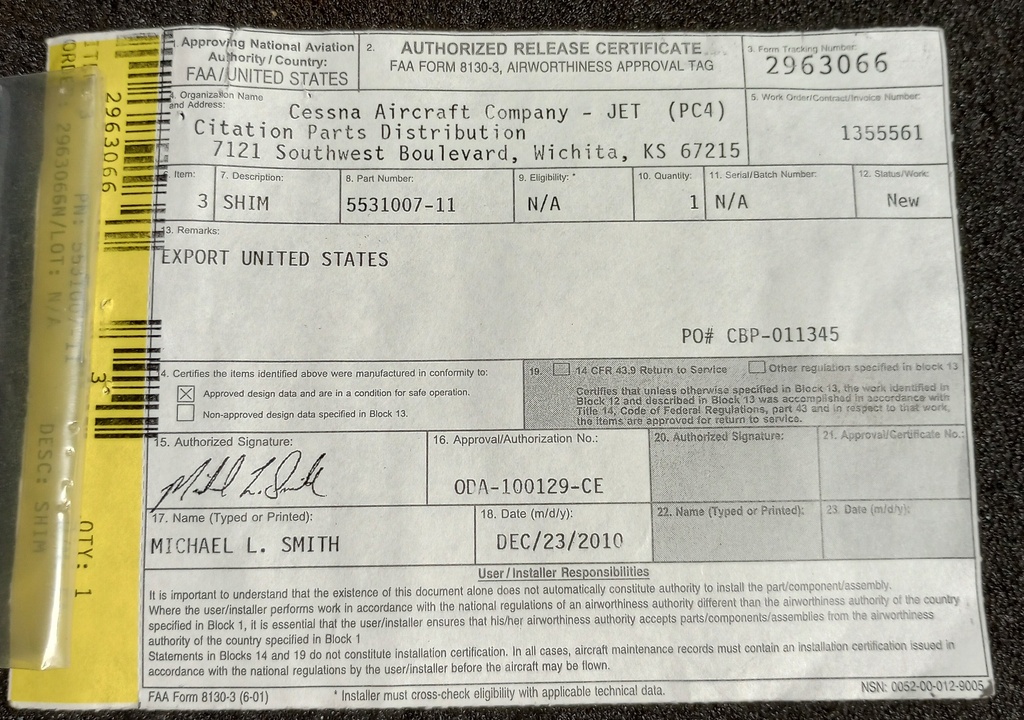 1. Approving National Aviation
Authority/Country:
FAA/UNITED STATES
2.
AUTHORIZED RELEASE CERTIFICATE
FAA FORM 8130-3, AIRWORTHINESS APPROVAL TAG
3. Form Tracking Number:
2963066
4. Organization Name
and Address:
Cessna Aircraft Company - JET (PC4)
Citation Parts Distribution
7121 Southwest Boulevard, Wichita, KS 67215
5. Work Order/Contract/Invoice Number:
1355561
6. Item:
3
7. Description:
SHIM
8. Part Number:
5531007-11
9. Eligibility: *
N/A
10. Quantity:
1
11. Serial/Batch Number:
N/A
12. Status/Work:
New
13. Remarks:
EXPORT UNITED STATES
PO# CBP-011345
14. Certifies the items identified above were manufactured in conformity to:
Approved design data and are in a condition for safe operation.
Non-approved design data specified in Block 13.
19. 14 CFR 43.9 Return to Service Other regulation specified in block 13
Certifies that unless otherwise specified in Block 13, the work identified in
Block 12 and described in Block 13 was accomplished in accordance with
Title 14, Code of Federal Regulations, part 43 and in respect to that work,
the items are approved for return to service.
15. Authorized Signature:
16. Approval/Authorization No.:
ODA-100129-CE
20. Authorized Signature:
21. Approval/Certificate No.:
17. Name (Typed or Printed):
MICHAEL L. SMITH
18. Date (m/d/y):
DEC/23/2010
22. Name (Typed or Printed):
23. Date (m/d/y):
User/Installer Responsibilities
It is important to understand that the existence of this document alone does not automatically constitute authority to install the part/component/assembly.
Where the user/installer performs work in accordance with the national regulations of an airworthiness authority different than the airworthiness authority of the country
specified in Block 1, it is essential that the user/installer ensures that his/her airworthiness authority accepts parts/components/assemblies from the airworthiness
authority of the country specified in Block 1
Statements in Blocks 14 and 19 do not constitute installation certification. In all cases, aircraft maintenance records must contain an installation certification issued in
accordance with the national regulations by the user/installer before the aircraft may be flown.
FAA Form 8130-3 (6-01)
* Installer must cross-check eligibility with applicable technical data.
NSN: 0052-00-012-9005
2963066
3
QTY: 1
PN: 5531007-11
2963066N/LOT: N/A
DESC: SHIM